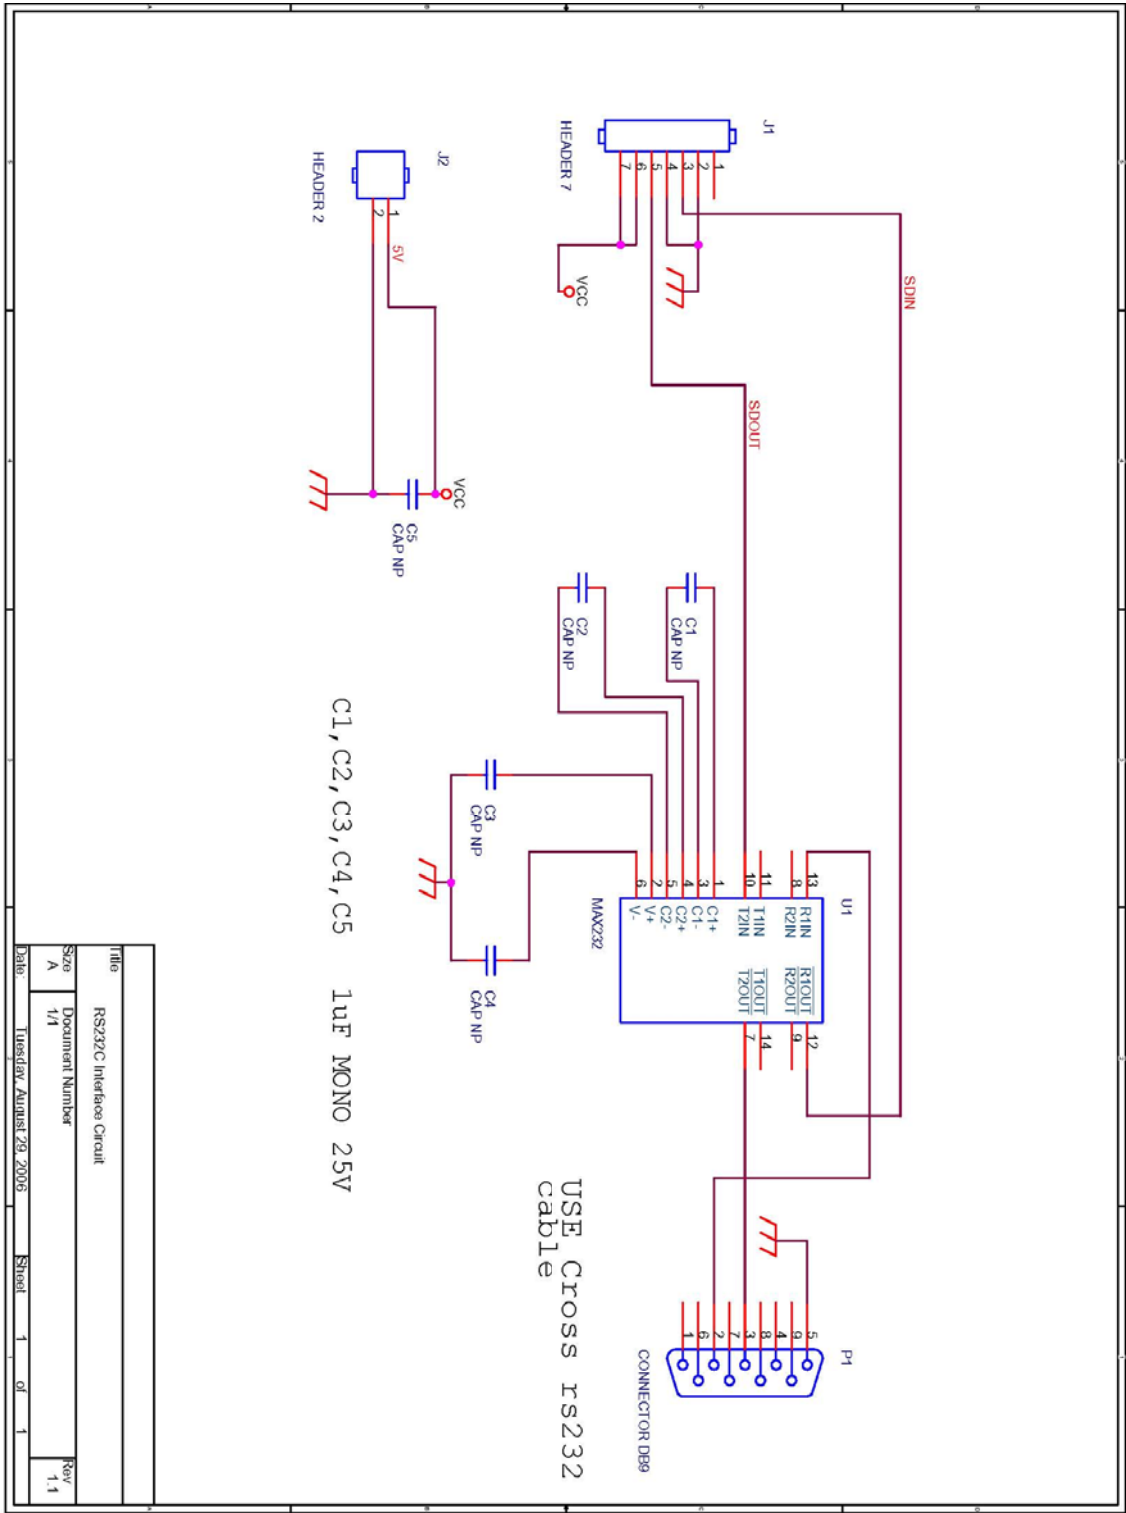 J1
HEADER 7
1
2
3
4
5
6
7
VCC
SDIN
SDOUT
J2
HEADER 2
1
2
5V
VCC
C5
CAP NP
C1
CAP NP
C2
CAP NP
C3
CAP NP
C4
CAP NP
U1
MAX232
13 R1IN R1OUT 12
8 R2IN R2OUT 9
11 T1IN T1OUT 14
10 T2IN T2OUT 7
1 C1+
3 C1-
4 C2+
5 C2-
2 V+
6 V-
P1
5
9
4
8
3
7
2
6
1
CONNECTOR DB9
USE Cross rs232
cable
C1,C2,C3,C4,C5 1uF MONO 25V
Title
RS232C Interface Circuit
Size Document Number Rev
A 1/1 1.1
Date: Tuesday, August 29, 2006 Sheet 1 of 1